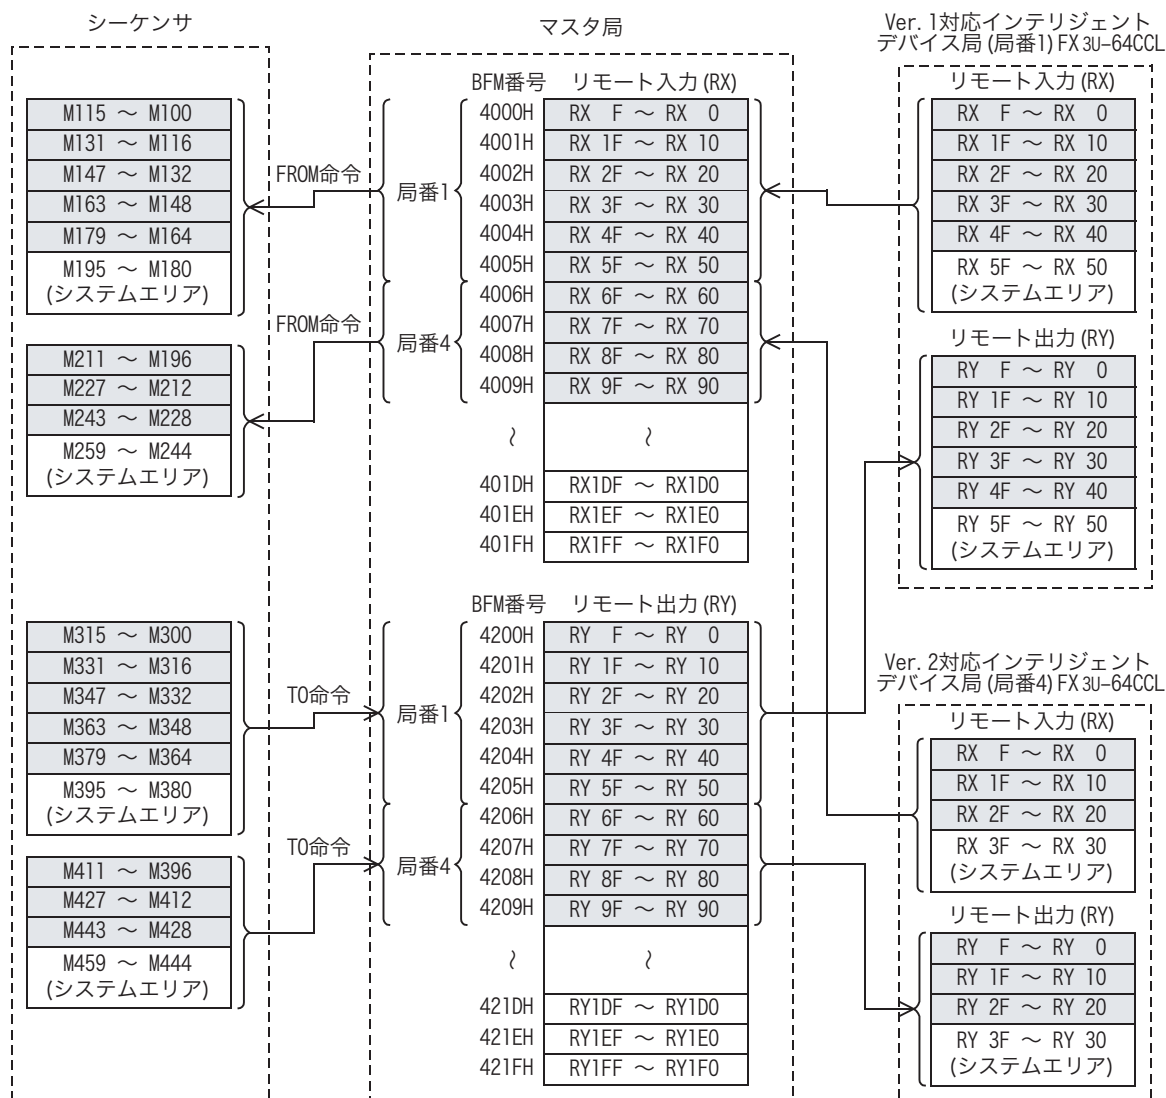 シーケンサ
M115 ～ M100
M131 ～ M116
M147 ～ M132
M163 ～ M148
M179 ～ M164
M195 ～ M180
(システムエリア)
M211 ～ M196
M227 ～ M212
M243 ～ M228
M259 ～ M244
(システムエリア)
M315 ～ M300
M331 ～ M316
M347 ～ M332
M363 ～ M348
M379 ～ M364
M395 ～ M380
(システムエリア)
M411 ～ M396
M427 ～ M412
M443 ～ M428
M459 ～ M444
(システムエリア)
FROM命令
FROM命令
TO命令
TO命令
マスタ局
BFM番号 リモート入力(RX)
局番1
局番4
4000H RX F ～ RX 0
4001H RX 1F ～ RX 10
4002H RX 2F ～ RX 20
4003H RX 3F ～ RX 30
4004H RX 4F ～ RX 40
4005H RX 5F ～ RX 50
4006H RX 6F ～ RX 60
4007H RX 7F ～ RX 70
4008H RX 8F ～ RX 80
4009H RX 9F ～ RX 90
～ ～
401DH RX1DF ～ RX1D0
401EH RX1EF ～ RX1E0
401FH RX1FF ～ RX1F0
BFM番号 リモート出力(RY)
局番1
局番4
4200H RY F ～ RY 0
4201H RY 1F ～ RY 10
4202H RY 2F ～ RY 20
4203H RY 3F ～ RY 30
4204H RY 4F ～ RY 40
4205H RY 5F ～ RY 50
4206H RY 6F ～ RY 60
4207H RY 7F ～ RY 70
4208H RY 8F ～ RY 80
4209H RY 9F ～ RY 90
～ ～
421DH RY1DF ～ RY1D0
421EH RY1EF ～ RY1E0
421FH RY1FF ～ RY1F0
Ver.1対応インテリジェント
デバイス局(局番1)FX3U-64CCL
リモート入力(RX)
RX F ～ RX 0
RX 1F ～ RX 10
RX 2F ～ RX 20
RX 3F ～ RX 30
RX 4F ～ RX 40
RX 5F ～ RX 50
(システムエリア)
リモート出力(RY)
RY F ～ RY 0
RY 1F ～ RY 10
RY 2F ～ RY 20
RY 3F ～ RY 30
RY 4F ～ RY 40
RY 5F ～ RY 50
(システムエリア)
Ver.2対応インテリジェント
デバイス局(局番4)FX3U-64CCL
リモート入力(RX)
RX F ～ RX 0
RX 1F ～ RX 10
RX 2F ～ RX 20
RX 3F ～ RX 30
(システムエリア)
リモート出力(RY)
RY F ～ RY 0
RY 1F ～ RY 10
RY 2F ～ RY 20
RY 3F ～ RY 30
(システムエリア)